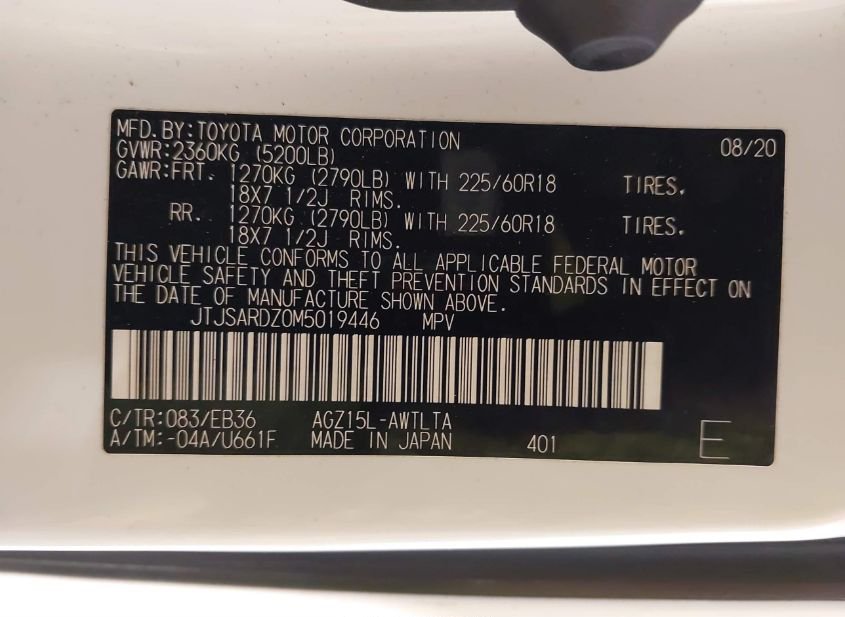 MFD. BY: TOYOTA MOTOR CORPORATION 08/20
GVWR: 2360KG (5200LB)
GAWR: FRT. 1270KG (2790LB) WITH 225/60R18 TIRES.
18X7 1/2J RIMS.
RR. 1270KG (2790LB) WITH 225/60R18 TIRES.
18X7 1/2J RIMS.
THIS VEHICLE CONFORMS TO ALL APPLICABLE FEDERAL MOTOR
VEHICLE SAFETY AND THEFT PREVENTION STANDARDS IN EFFECT ON
THE DATE OF MANUFACTURE SHOWN ABOVE.
JTJSARDZ0M5019446 MPV
C/TR: 083/EB36 AGZ15L-AWTLTA
A/TM: -04A/U661F MADE IN JAPAN 401 E